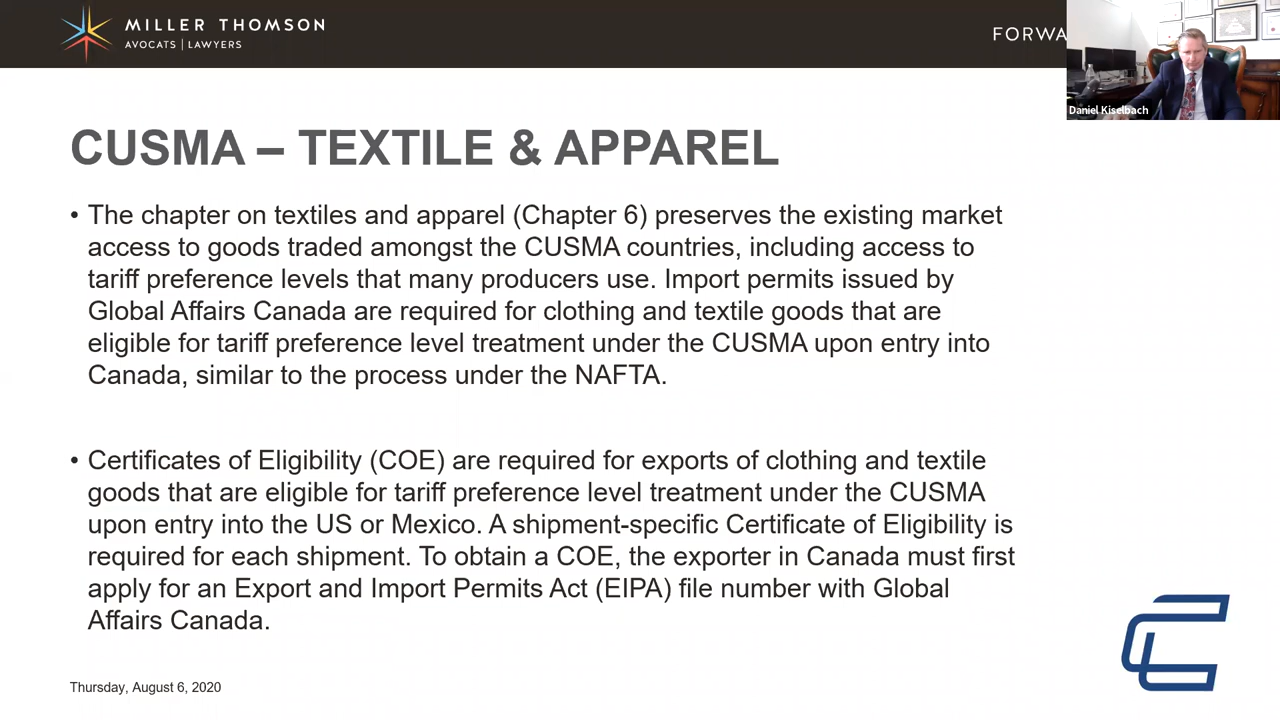 MILLER THOMSON
AVOCATS | LAWYERS
FORWA
Daniel Kiselbach
CUSMA – TEXTILE & APPAREL
• The chapter on textiles and apparel (Chapter 6) preserves the existing market
access to goods traded amongst the CUSMA countries, including access to
tariff preference levels that many producers use. Import permits issued by
Global Affairs Canada are required for clothing and textile goods that are
eligible for tariff preference level treatment under the CUSMA upon entry into
Canada, similar to the process under the NAFTA.
• Certificates of Eligibility (COE) are required for exports of clothing and textile
goods that are eligible for tariff preference level treatment under the CUSMA
upon entry into the US or Mexico. A shipment-specific Certificate of Eligibility is
required for each shipment. To obtain a COE, the exporter in Canada must first
apply for an Export and Import Permits Act (EIPA) file number with Global
Affairs Canada.
Thursday, August 6, 2020